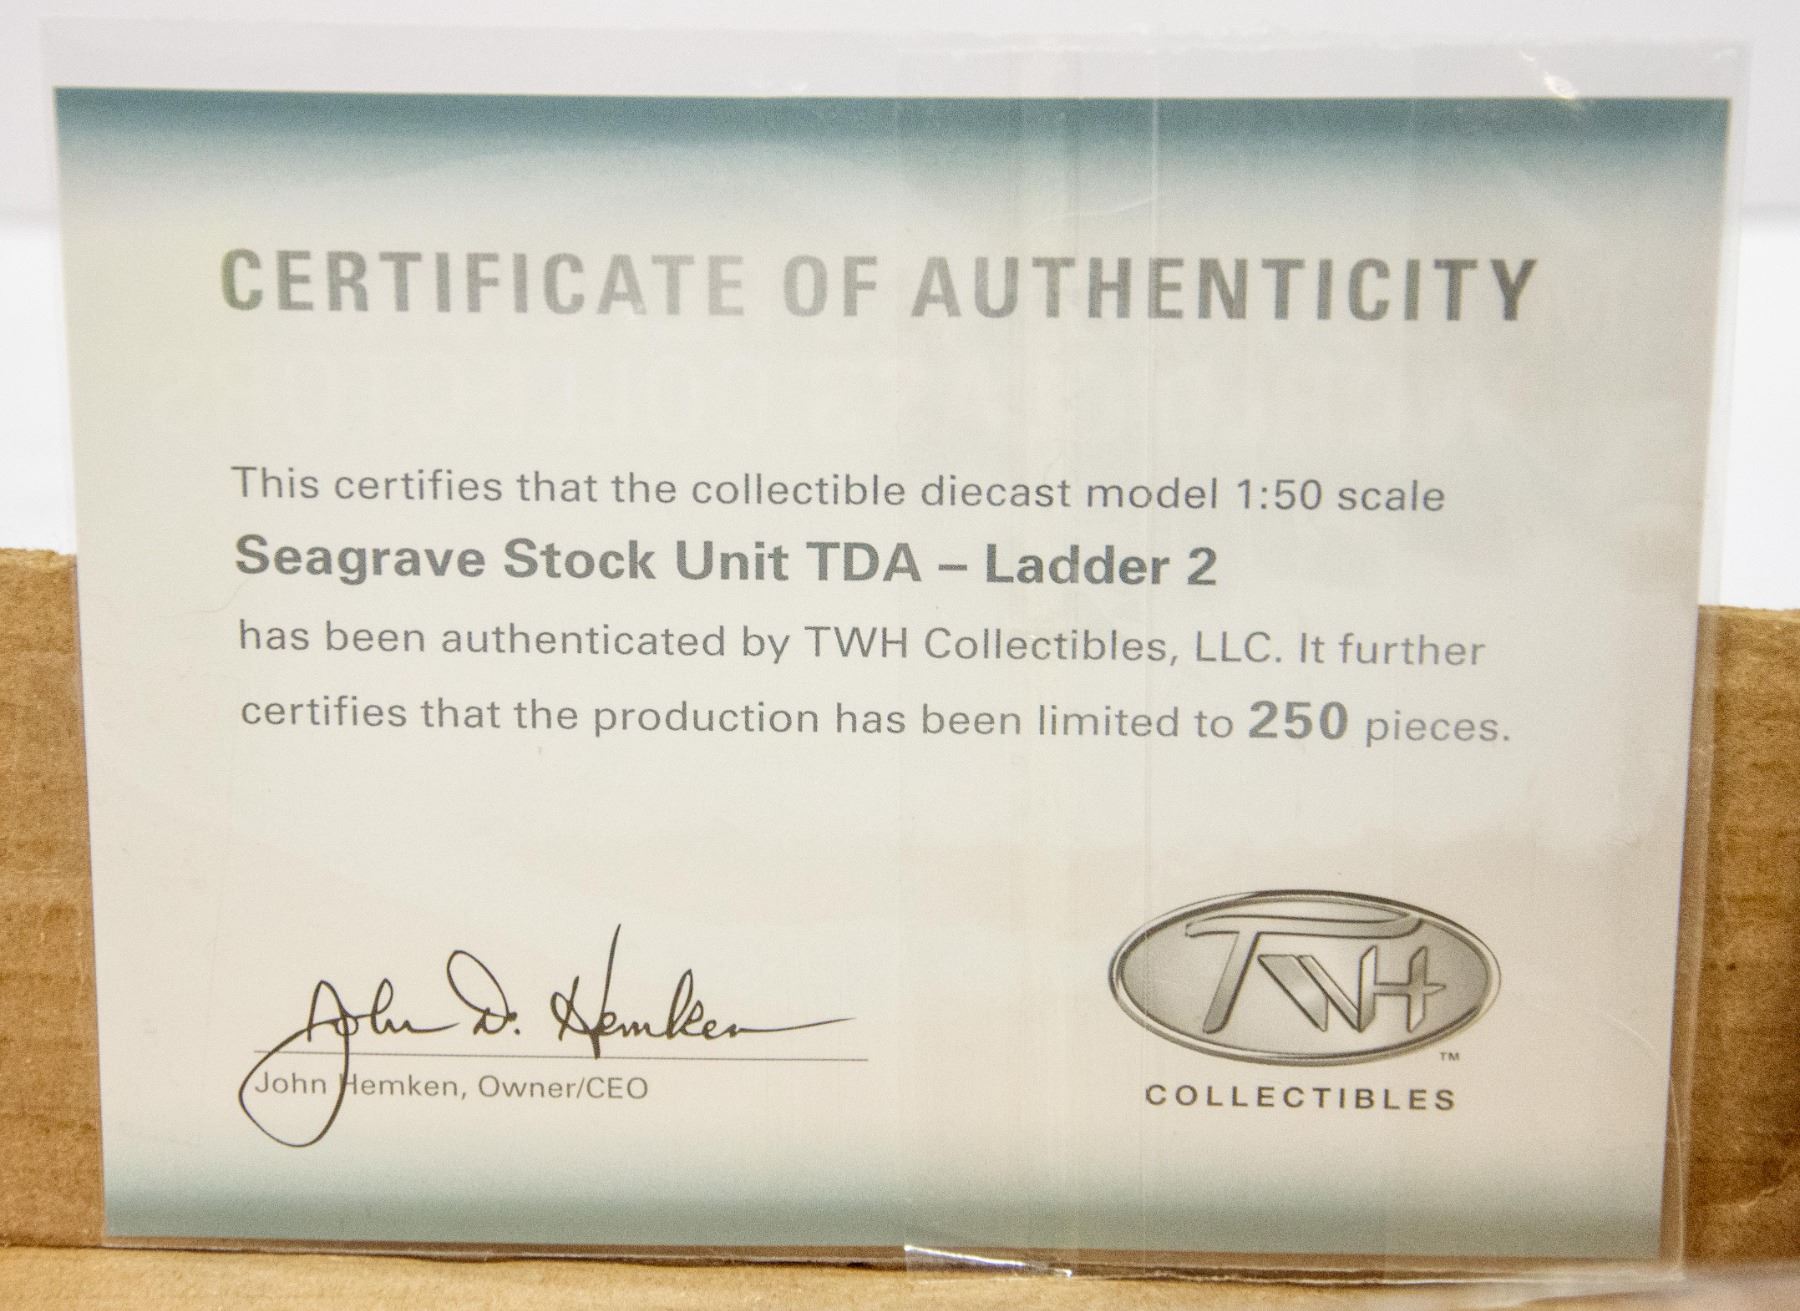 CERTIFICATE OF AUTHENTICITY
This certifies that the collectible diecast model 1:50 scale
Seagrave Stock Unit TDA – Ladder 2
has been authenticated by TWH Collectibles, LLC. It further
certifies that the production has been limited to 250 pieces.
John D. Hemken
John Hemken, Owner/CEO
TWH
™
COLLECTIBLES